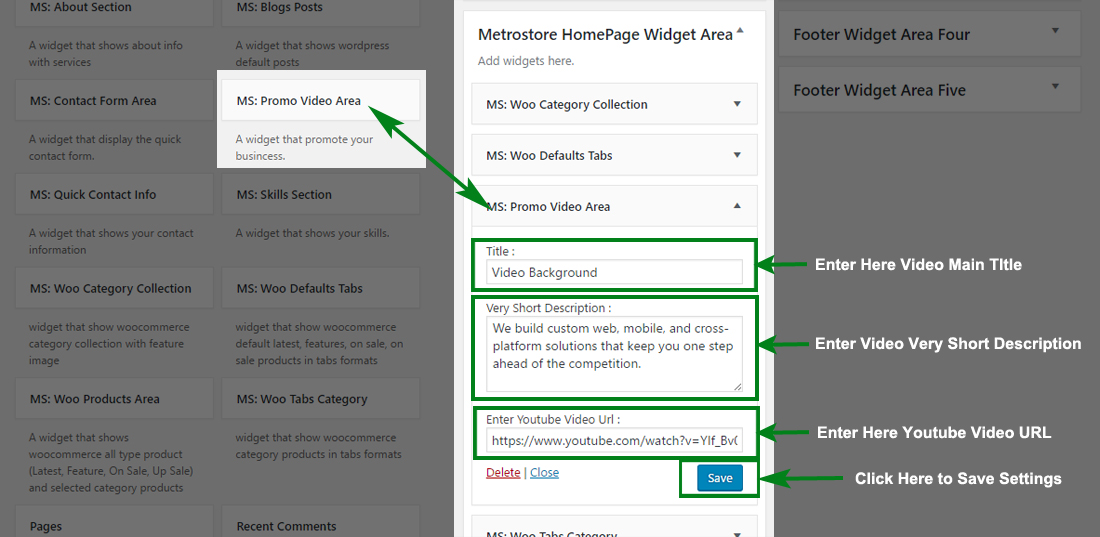 MS: About Section
A widget that shows about info
with services
MS: Blogs Posts
A widget that shows wordpress
default posts
MS: Contact Form Area
A widget that display the quick
contact form.
MS: Promo Video Area
A widget that promote your
busincess.
MS: Quick Contact Info
A widget that shows your contact
information
MS: Skills Section
A widget that shows your skills.
MS: Woo Category Collection
widget that show woocommerce
category collection with feature
image
MS: Woo Defaults Tabs
widget that show woocommerce
default latest, features, on sale, on
sale products in tabs formats
MS: Woo Products Area
A widget that shows
woocommerce all type product
(Latest, Feature, On Sale, Up Sale)
and selected category products
MS: Woo Tabs Category
widget that show woocommerce
category products in tabs formats
Pages
Recent Comments
Metrostore HomePage Widget Area
Add widgets here.
MS: Woo Category Collection
MS: Woo Defaults Tabs
MS: Promo Video Area
Title :
Video Background
Very Short Description :
We build custom web, mobile, and cross-
platform solutions that keep you one step
ahead of the competition.
Enter Youtube Video Url :
https://www.youtube.com/watch?v=YIf_Bv
Delete | Close
Save
MS: Woo Tabs Category
Footer Widget Area Four
Footer Widget Area Five
Enter Here Video Main TItle
Enter Video Very Short Description
Enter Here Youtube Video URL
Click Here to Save Settings